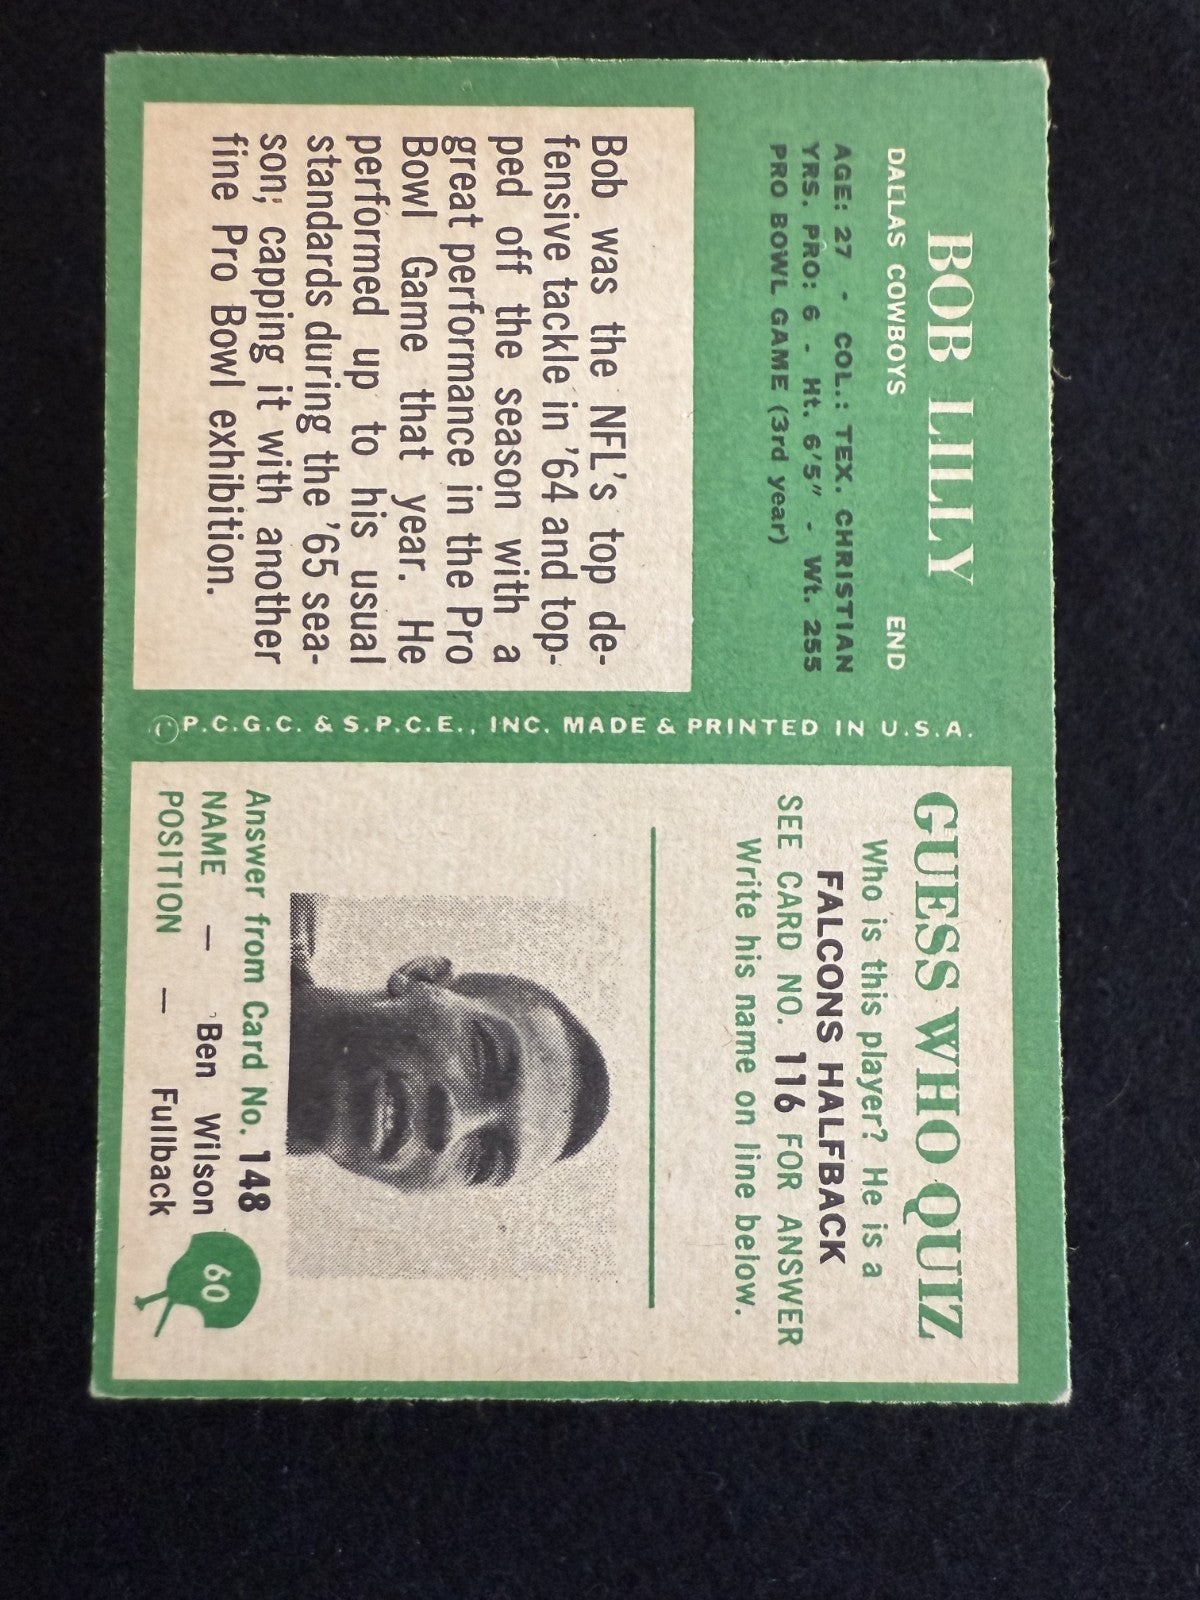 BOB LILLY
DALLAS COWBOYS END
AGE: 27 - COL.: TEX. CHRISTIAN
YRS. PRO: 6 - Ht. 6'5" - Wt. 255
PRO BOWL GAME (3rd year)
Bob was the NFL's top de-
fensive tackle in '64 and top-
ped off the season with a
great performance in the Pro
Bowl Game that year. He
performed up to his usual
standards during the '65 sea-
son; capping it with another
fine Pro Bowl exhibition.
©P.C.G.C. & S.P.C.E., INC. MADE & PRINTED IN U.S.A.
GUESS WHO QUIZ
Who is this player? He is a
FALCONS HALFBACK
SEE CARD NO. 116 FOR ANSWER
Write his name on line below.
Answer from Card No. 148
NAME — Ben Wilson
POSITION — Fullback
60